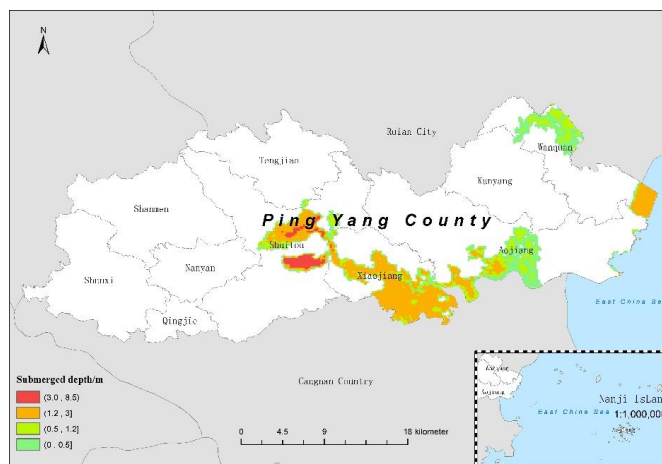 N
Ruian City
Wanquan
Tengjiao
Kunyang
Shanmen
Ping Yang County
Shuitou
Aojiang
Nanyan
Xiaojiang
Shunxi
East China Se
Qingjie
Cangnan Country
Submerged depth/m
(3.0 , 8.5)
(1.2 , 3]
(0.5 , 1.2]
(0 . 0.5]
0 4.5 9 18 kilometer
Nanji IsLan
East China Sea
1:1,000,00